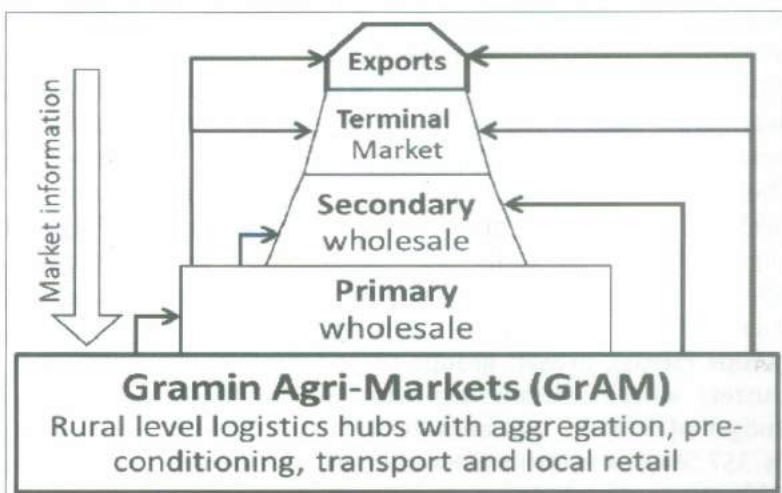 Exports
Terminal
Market
Secondary
wholesale
Primary
wholesale
Market information
Gramin Agri-Markets (GrAM)
Rural level logistics hubs with aggregation, pre-
conditioning, transport and local retail